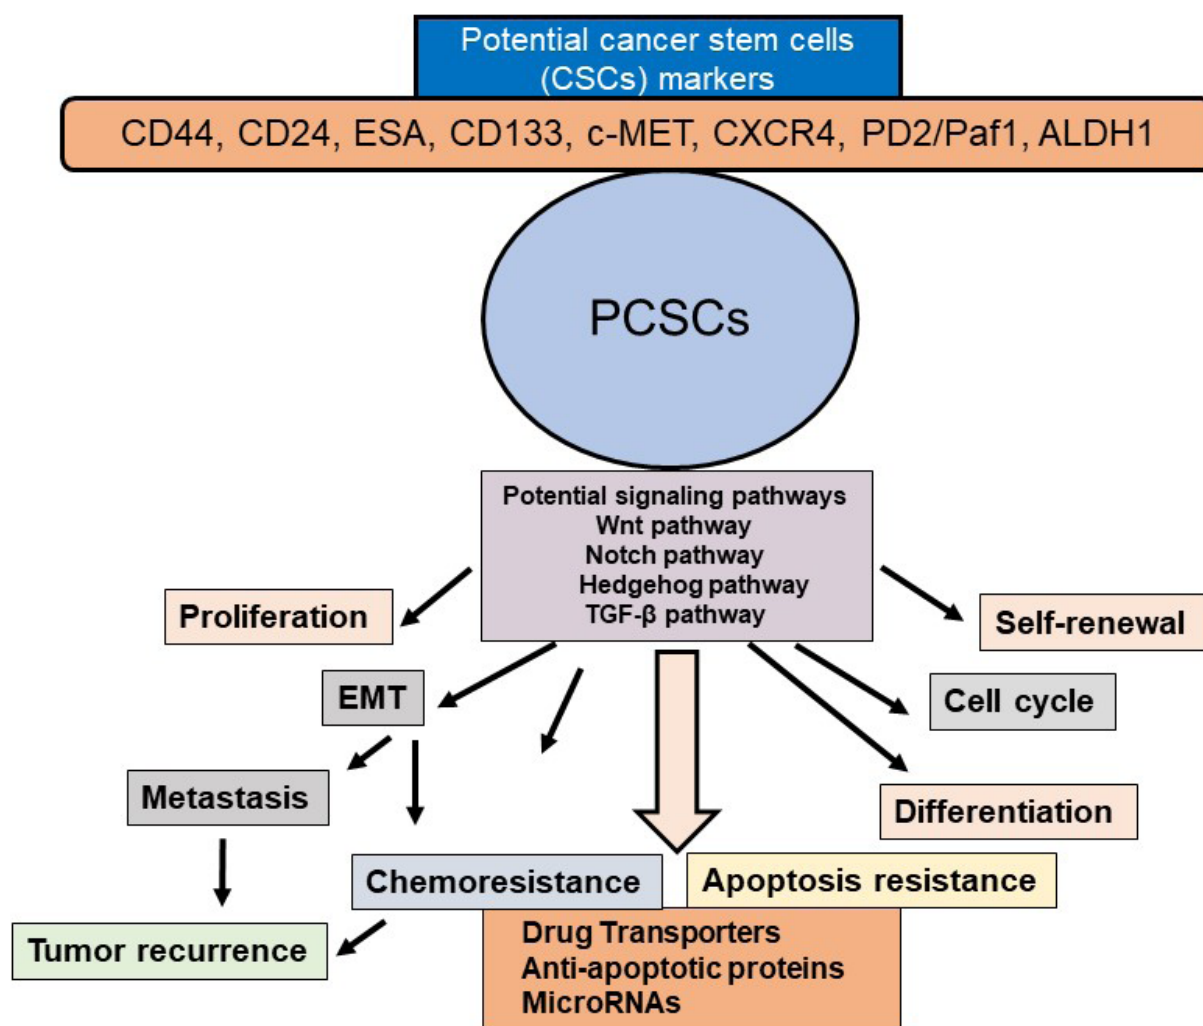 Potential cancer stem cells
(CSCs) markers
CD44, CD24, ESA, CD133, c-MET, CXCR4, PD2/Paf1, ALDH1
PCSCs
Potential signaling pathways
Wnt pathway
Notch pathway
Hedgehog pathway
TGF-β pathway
Proliferation
Self-renewal
EMT
Cell cycle
Metastasis
Differentiation
Chemoresistance
Apoptosis resistance
Tumor recurrence
Drug Transporters
Anti-apoptotic proteins
MicroRNAs